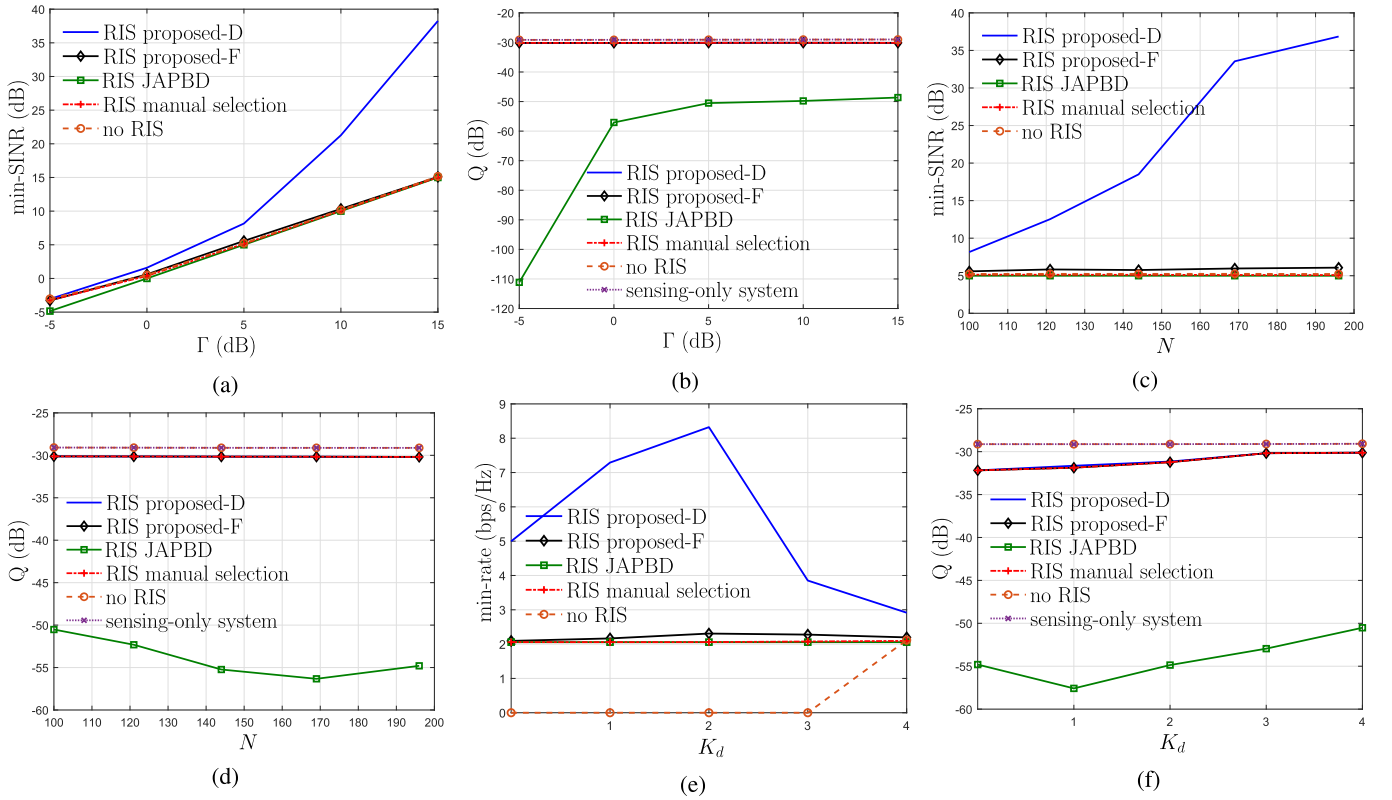 40
35
30
25
20
15
10
5
0
-5
min-SINR (dB)
RIS proposed-D
RIS proposed-F
RIS JAPBD
RIS manual selection
no RIS
-5 0 5 10 15
Γ (dB)
(a)
-20
-30
-40
-50
-60
-70
-80
-90
-100
-110
-120
Q (dB)
RIS proposed-D
RIS proposed-F
RIS JAPBD
RIS manual selection
no RIS
sensing-only system
-5 0 5 10 15
Γ (dB)
(b)
40
35
30
25
20
15
10
5
0
min-SINR (dB)
RIS proposed-D
RIS proposed-F
RIS JAPBD
RIS manual selection
no RIS
100 110 120 130 140 150 160 170 180 190 200
N
(c)
-25
-30
-35
-40
-45
-50
-55
-60
Q (dB)
RIS proposed-D
RIS proposed-F
RIS JAPBD
RIS manual selection
no RIS
sensing-only system
100 110 120 130 140 150 160 170 180 190 200
N
(d)
9
8
7
6
5
4
3
2
1
0
min-rate (bps/Hz)
RIS proposed-D
RIS proposed-F
RIS JAPBD
RIS manual selection
no RIS
1 2 3 4
K_d
(e)
-25
-30
-35
-40
-45
-50
-55
-60
Q (dB)
RIS proposed-D
RIS proposed-F
RIS JAPBD
RIS manual selection
no RIS
sensing-only system
1 2 3 4
K_d
(f)